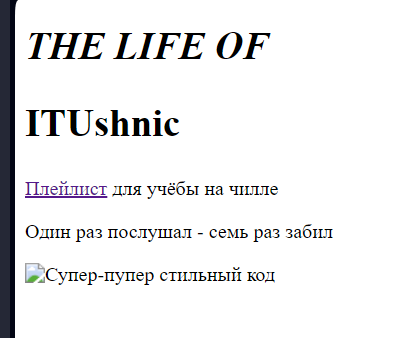 THE LIFE OF
ITUshnic
Плейлист для учёбы на чилле
Один раз послушал - семь раз забил
Супер-пупер стильный код